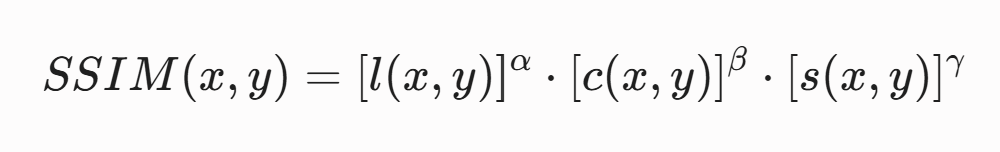 SSIM(x, y) = [l(x, y)]^α · [c(x, y)]^β · [s(x, y)]^γ